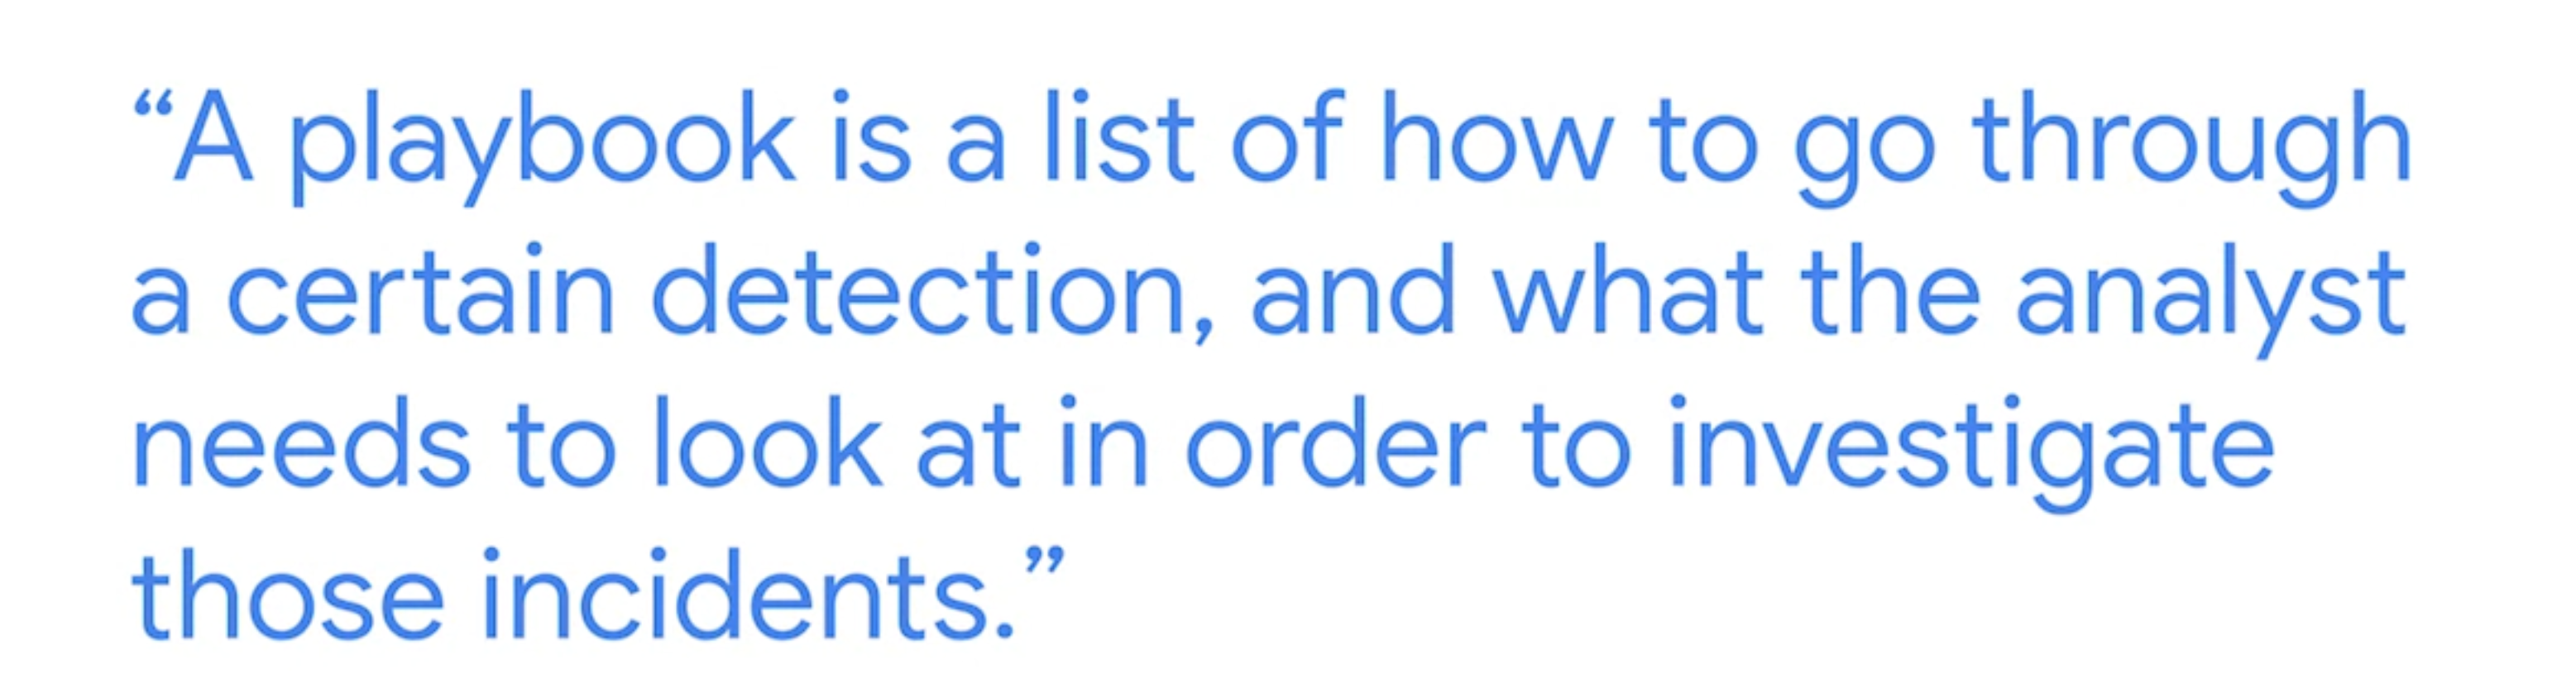 “A playbook is a list of how to go through
a certain detection, and what the analyst
needs to look at in order to investigate
those incidents.”